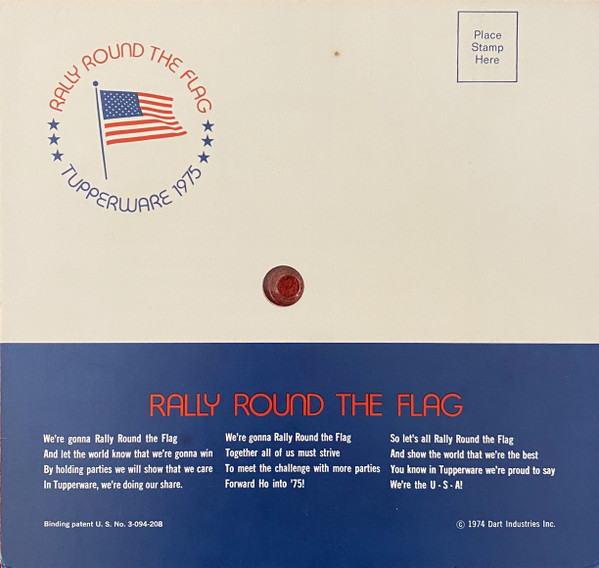 RALLY ROUND THE FLAG
TUPPERWARE 1975
Place
Stamp
Here
RALLY ROUND THE FLAG
We're gonna Rally Round the Flag
And let the world know that we're gonna win
By holding parties we will show that we care
In Tupperware, we're doing our share.
We're gonna Rally Round the Flag
Together all of us must strive
To meet the challenge with more parties
Forward Ho into '75!
So let's all Rally Round the Flag
And show the world that we're the best
You know in Tupperware we're proud to say
We're the U - S - A!
Binding patent U. S. No. 3-094-208
© 1974 Dart Industries Inc.